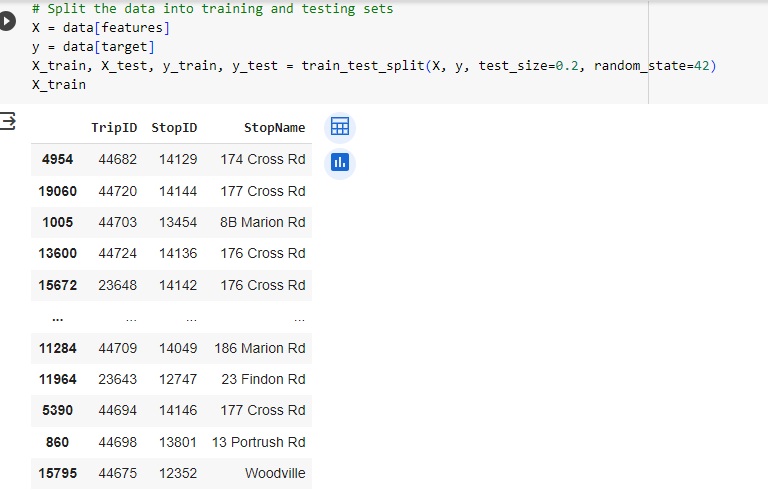 # Split the data into training and testing sets
X = data[features]
y = data[target]
X_train, X_test, y_train, y_test = train_test_split(X, y, test_size=0.2, random_state=42)
X_train
TripID StopID StopName
4954 44682 14129 174 Cross Rd
19060 44720 14144 177 Cross Rd
1005 44703 13454 8B Marion Rd
13600 44724 14136 176 Cross Rd
15672 23648 14142 176 Cross Rd
... ... ... ...
11284 44709 14049 186 Marion Rd
11964 23643 12747 23 Findon Rd
5390 44694 14146 177 Cross Rd
860 44698 13801 13 Portrush Rd
15795 44675 12352 Woodville